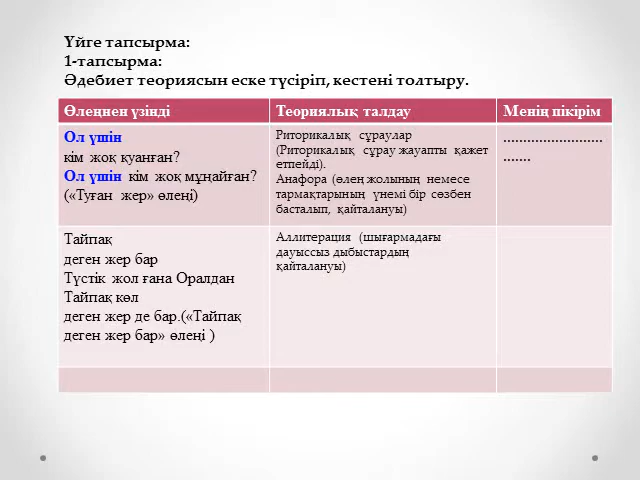 Үйге тапсырма:
1-тапсырма:
Әдебиет теориясын еске түсіріп, кестені толтыру.
Өлеңнен үзінді
Теориялық талдау
Менің пікірім
Ол үшін
кім жоқ қуанған?
Ол үшін кім жоқ мұңайған?
(«Туған жер» өлеңі)
Риторикалық сұраулар
(Риторикалық сұрау жауапты қажет
етпейді).
Анафора (өлең жолының немесе
тармақтарының үнемі бір сөзбен
басталып, қайталануы)
........................
.......
Тайпақ
деген жер бар
Түстік жол ғана Оралдан
Тайпақ көл
деген жер де бар.(«Тайпақ
деген жер бар» өлеңі )
Аллитерация (шығармадағы
дауыссыз дыбыстардың
қайталануы)